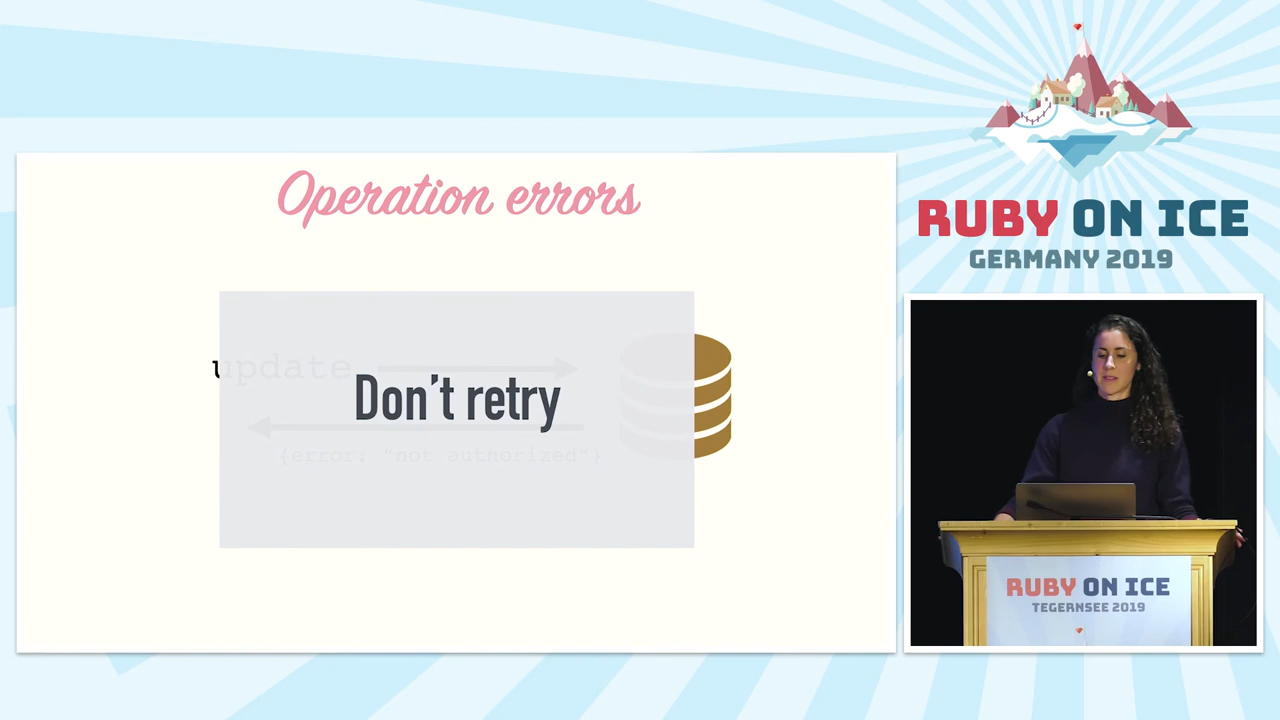 Operation errors
update
Don't retry
{error: "not authorized"}
RUBY ON ICE
GERMANY 2019
RUBY ON ICE
TEGERNSEE 2019